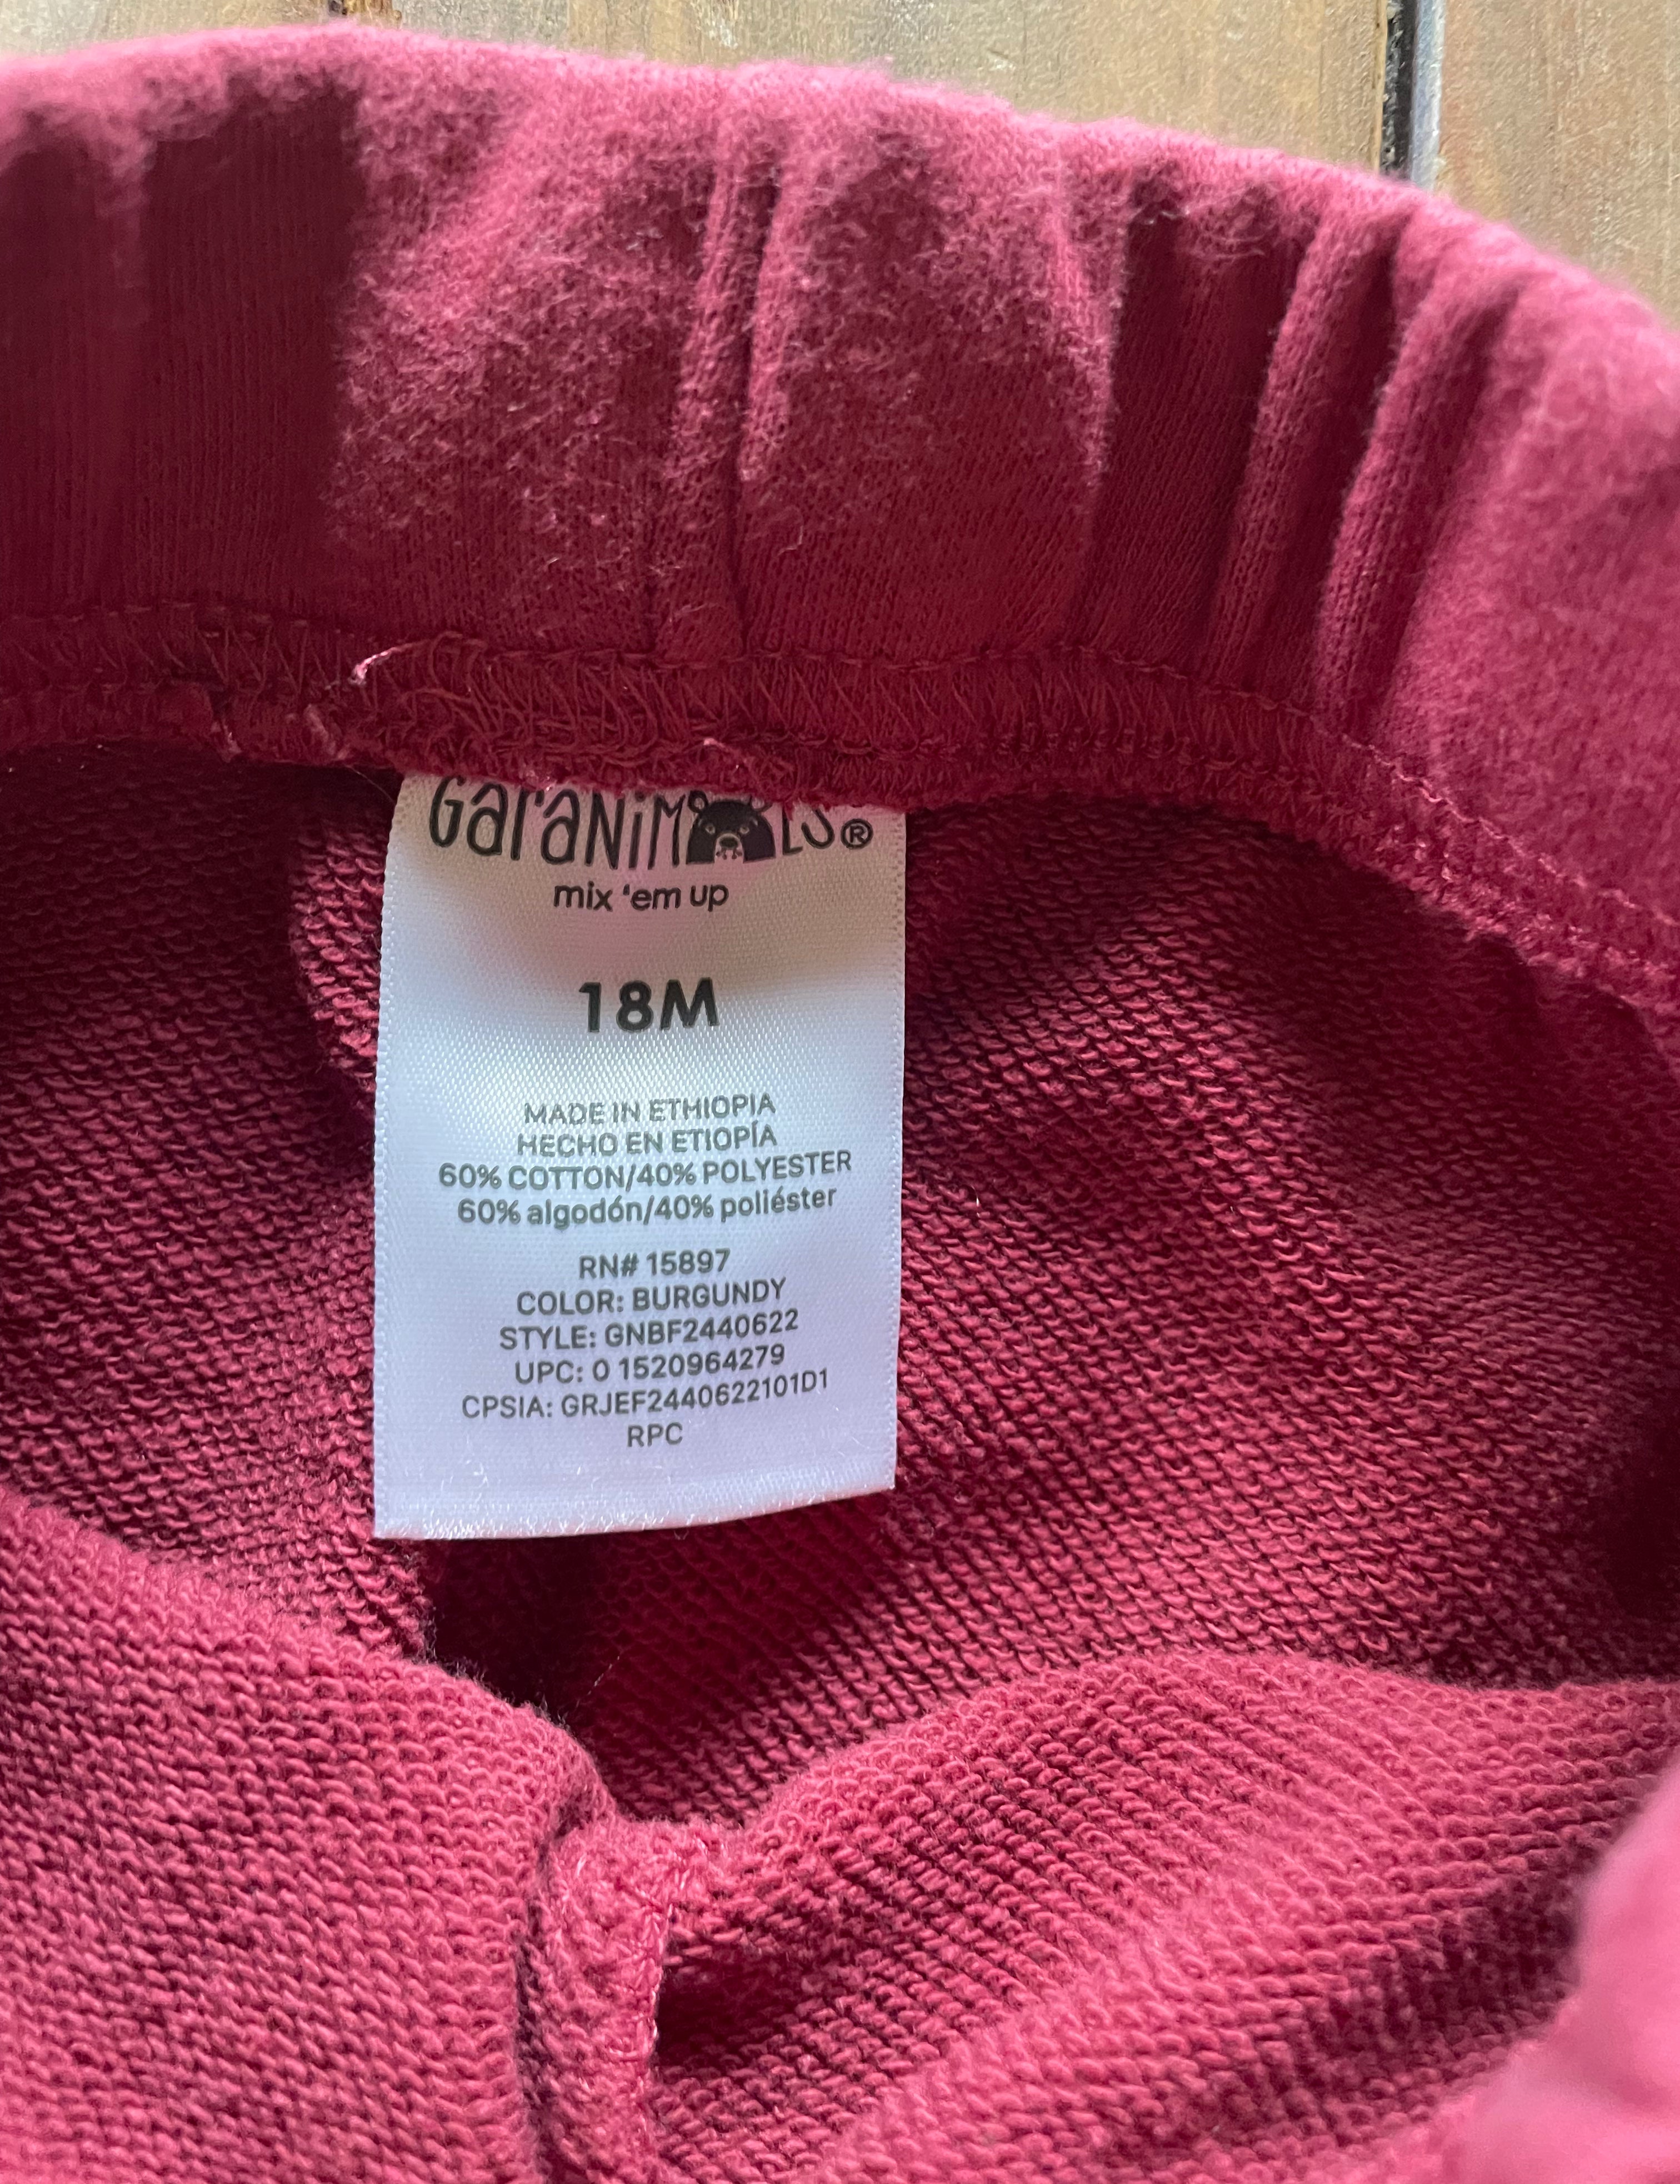 Garanimals®
mix 'em up
18M
MADE IN ETHIOPIA
HECHO EN ETIOPÍA
60% COTTON/40% POLYESTER
60% algodón/40% poliéster
RN# 15897
COLOR: BURGUNDY
STYLE: GNBF2440622
UPC: 0 1520964279
CPSIA: GRJEF2440622101D1
RPC